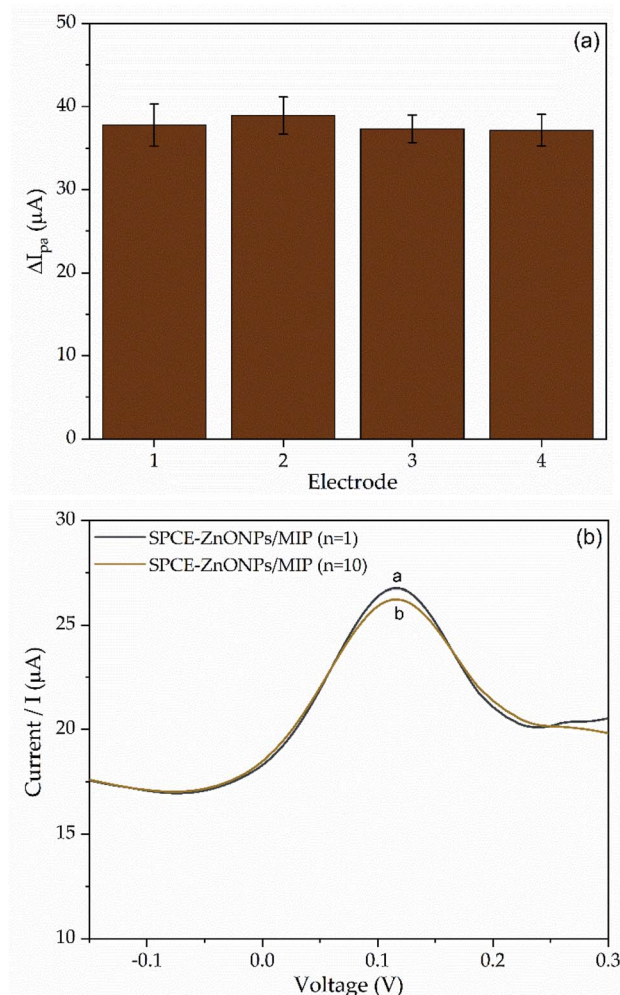 (a)
50
40
30
20
10
0
ΔIpa (μA)
1 2 3 4
Electrode
(b)
SPCE-ZnONPs/MIP (n=1)
SPCE-ZnONPs/MIP (n=10)
a
b
30
25
20
15
10
Current / I (μA)
-0.1 0.0 0.1 0.2 0.3
Voltage (V)